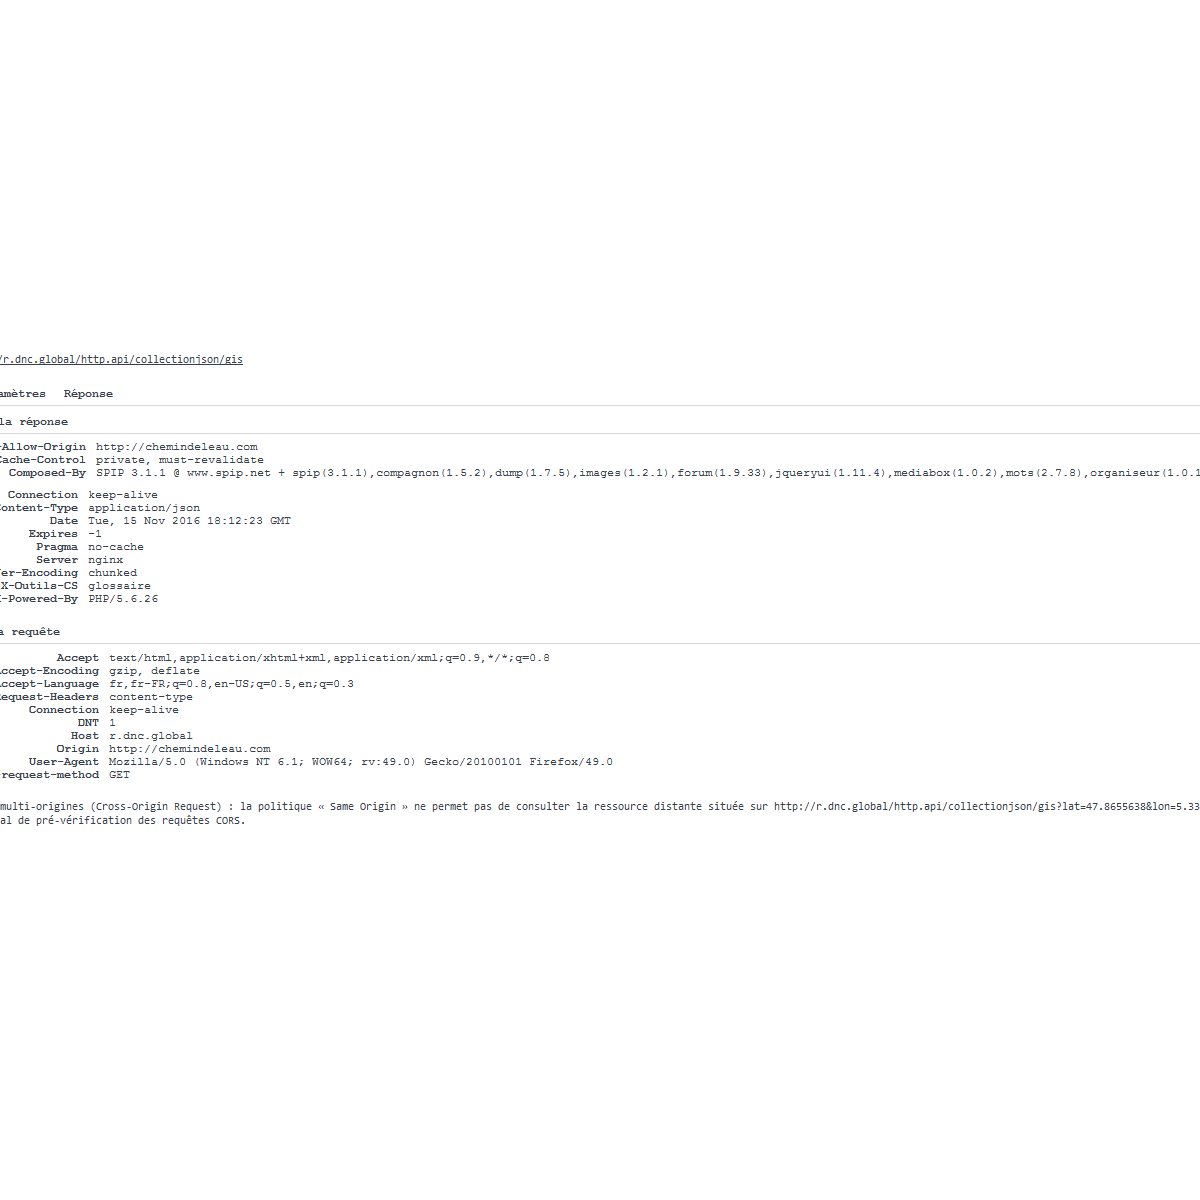 /r.dnc.global/http.api/collectionjson/gis
amètres Réponse
la réponse
-Allow-Origin http://chemindeleau.com
Cache-Control private, must-revalidate
Composed-By SPIP 3.1.1 @ www.spip.net + spip(3.1.1),compagnon(1.5.2),dump(1.7.5),images(1.2.1),forum(1.9.33),jqueryui(1.11.4),mediabox(1.0.2),mots(2.7.8),organiseur(1.0.1
Connection keep-alive
Content-Type application/json
Date Tue, 15 Nov 2016 18:12:23 GMT
Expires -1
Pragma no-cache
Server nginx
fer-Encoding chunked
X-Outils-CS glossaire
X-Powered-By PHP/5.6.26
a requête
Accept text/html,application/xhtml+xml,application/xml;q=0.9,*/*;q=0.8
Accept-Encoding gzip, deflate
Accept-Language fr,fr-FR;q=0.8,en-US;q=0.5,en;q=0.3
Request-Headers content-type
Connection keep-alive
DNT 1
Host r.dnc.global
Origin http://chemindeleau.com
User-Agent Mozilla/5.0 (Windows NT 6.1; WOW64; rv:49.0) Gecko/20100101 Firefox/49.0
-request-method GET
multi-origines (Cross-Origin Request) : la politique « Same Origin » ne permet pas de consulter la ressource distante située sur http://r.dnc.global/http.api/collectionjson/gis?lat=47.8655638&lon=5.33
al de pré-vérification des requêtes CORS.